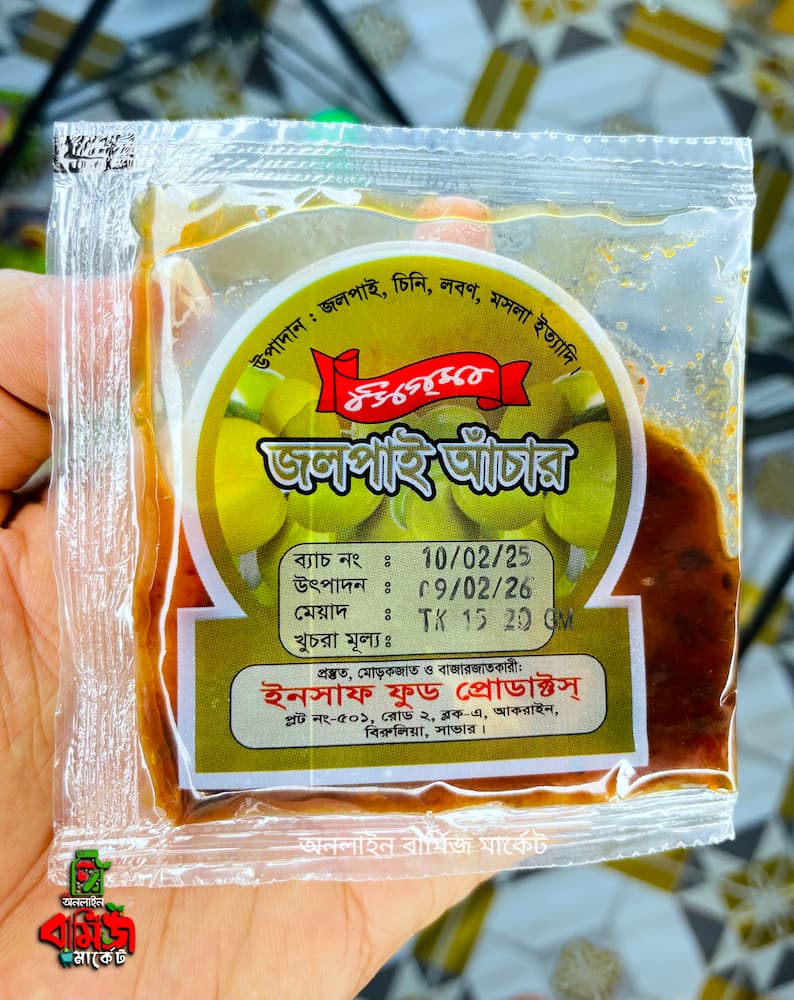 উপাদান : জলপাই, চিনি, লবণ, মসলা ইত্যাদি।
জলপাই আঁচার
ব্যাচ নং : 10/02/25
উৎপাদন : 09/02/26
মেয়াদ : TK 15 20 GM
খুচরা মূল্য:
প্রস্তুত, মোড়কজাত ও বাজারজাতকারী:
ইনসাফ ফুড প্রোডাক্টস্
প্লট নং-৫০১, রোড ২, ব্লক-এ, আকরাইন,
বিরুলিয়া, সাভার।
অনলাইন বার্মিজ মার্কেট
অনলাইন
বার্মিজ
মার্কেট